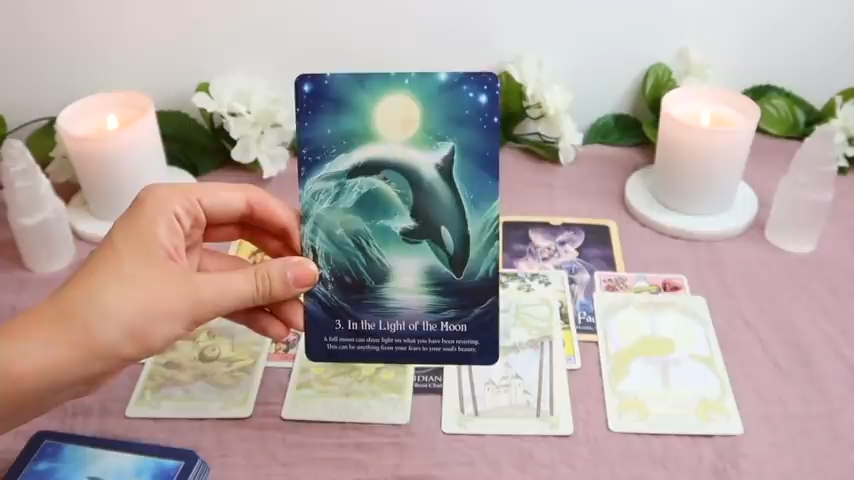 3. In the Light of the Moon
A full moon can shine light on what you have been resisting.
This can be anything from your fears to your soul's beauty.